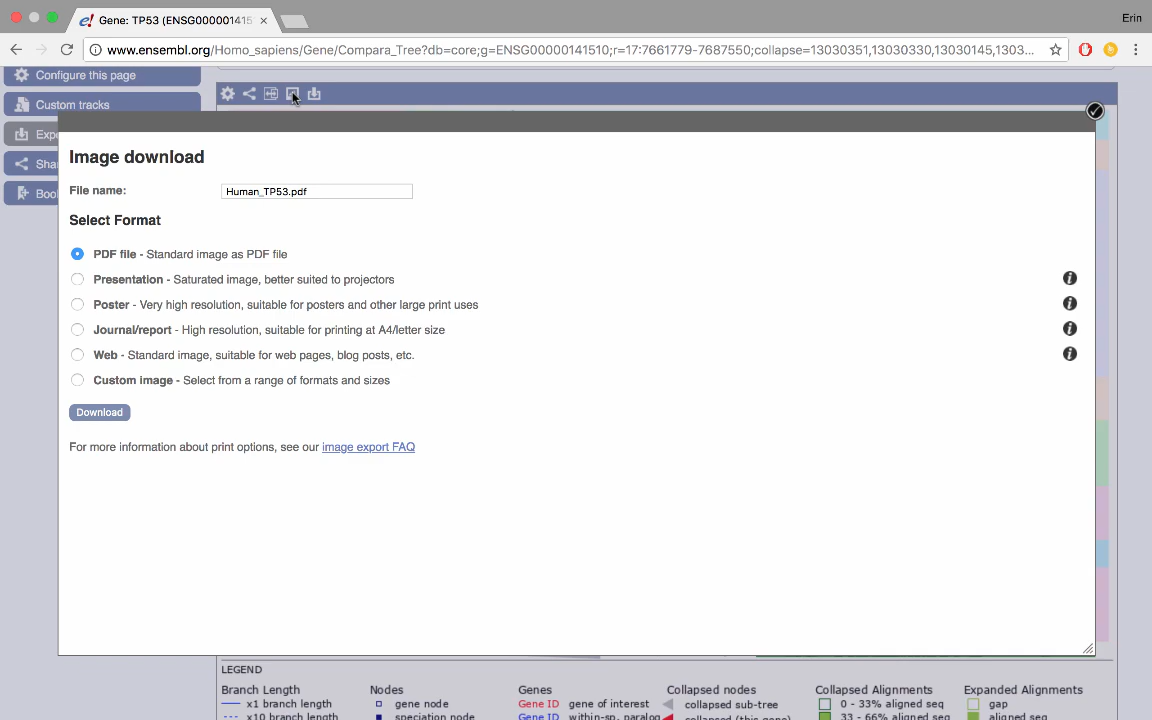 Gene: TP53 (ENSG000001415
Erin
www.ensembl.org/Homo_sapiens/Gene/Compara_Tree?db=core;g=ENSG00000141510;r=17:7661779-7687550;collapse=13030351,13030330,13030145,1303...
Configure this page
Custom tracks
Expo
Shar
Boo
Image download
File name: Human_TP53.pdf
Select Format
PDF file - Standard image as PDF file
Presentation - Saturated image, better suited to projectors
Poster - Very high resolution, suitable for posters and other large print uses
Journal/report - High resolution, suitable for printing at A4/letter size
Web - Standard image, suitable for web pages, blog posts, etc.
Custom image - Select from a range of formats and sizes
Download
For more information about print options, see our image export FAQ
LEGEND
Branch Length Nodes Genes Collapsed nodes Collapsed Alignments Expanded Alignments
x1 branch length gene node Gene ID gene of interest collapsed sub-tree 0 - 33% aligned seq gap
x10 branch length speciation node Gene ID within-sp. paralog collapsed (this gene) 33 - 66% aligned seq aligned seq